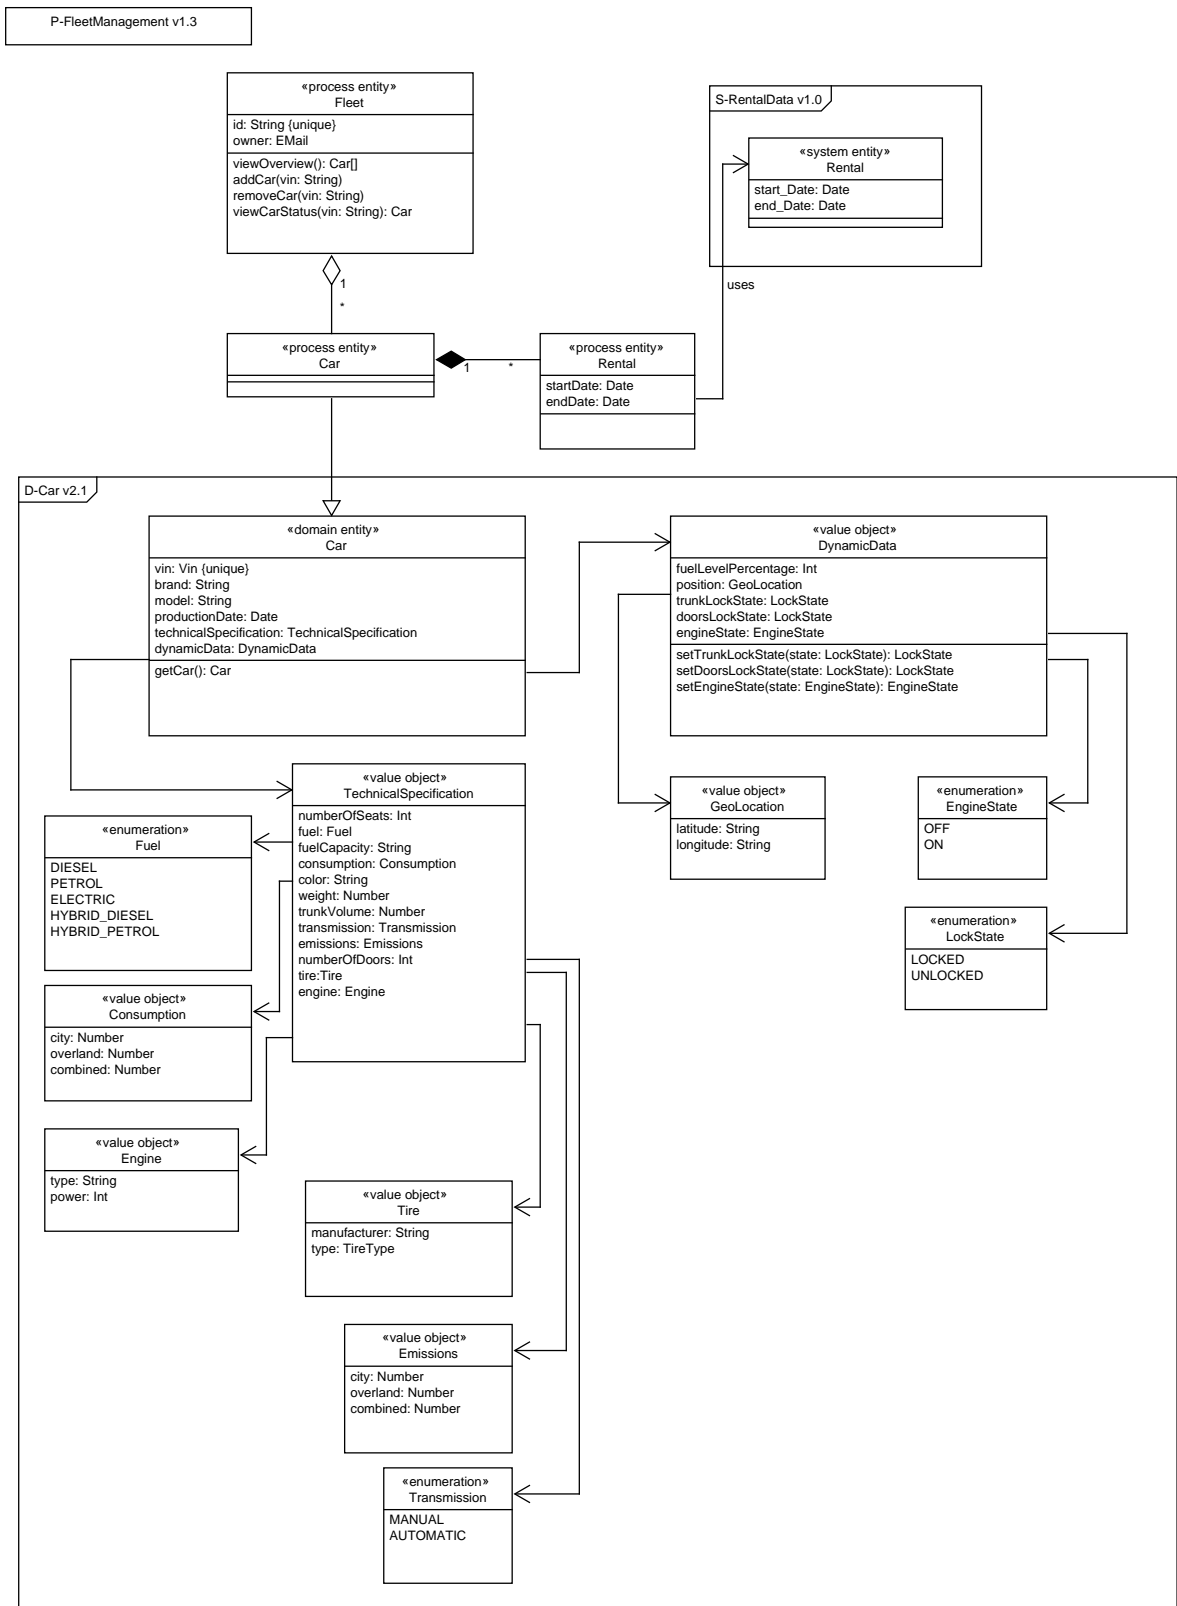 P-FleetManagement v1.3
«process entity»
Fleet
id: String {unique}
owner: EMail
viewOverview(): Car[]
addCar(vin: String)
removeCar(vin: String)
viewCarStatus(vin: String): Car
S-RentalData v1.0
«system entity»
Rental
start_Date: Date
end_Date: Date
uses
1
*
«process entity»
Car
1
*
«process entity»
Rental
startDate: Date
endDate: Date
D-Car v2.1
«domain entity»
Car
vin: Vin {unique}
brand: String
model: String
productionDate: Date
technicalSpecification: TechnicalSpecification
dynamicData: DynamicData
getCar(): Car
«value object»
DynamicData
fuelLevelPercentage: Int
position: GeoLocation
trunkLockState: LockState
doorsLockState: LockState
engineState: EngineState
setTrunkLockState(state: LockState): LockState
setDoorsLockState(state: LockState): LockState
setEngineState(state: EngineState): EngineState
«value object»
TechnicalSpecification
numberOfSeats: Int
fuel: Fuel
fuelCapacity: String
consumption: Consumption
color: String
weight: Number
trunkVolume: Number
transmission: Transmission
emissions: Emissions
numberOfDoors: Int
tire:Tire
engine: Engine
«value object»
GeoLocation
latitude: String
longitude: String
«enumeration»
EngineState
OFF
ON
«enumeration»
Fuel
DIESEL
PETROL
ELECTRIC
HYBRID_DIESEL
HYBRID_PETROL
«enumeration»
LockState
LOCKED
UNLOCKED
«value object»
Consumption
city: Number
overland: Number
combined: Number
«value object»
Engine
type: String
power: Int
«value object»
Tire
manufacturer: String
type: TireType
«value object»
Emissions
city: Number
overland: Number
combined: Number
«enumeration»
Transmission
MANUAL
AUTOMATIC